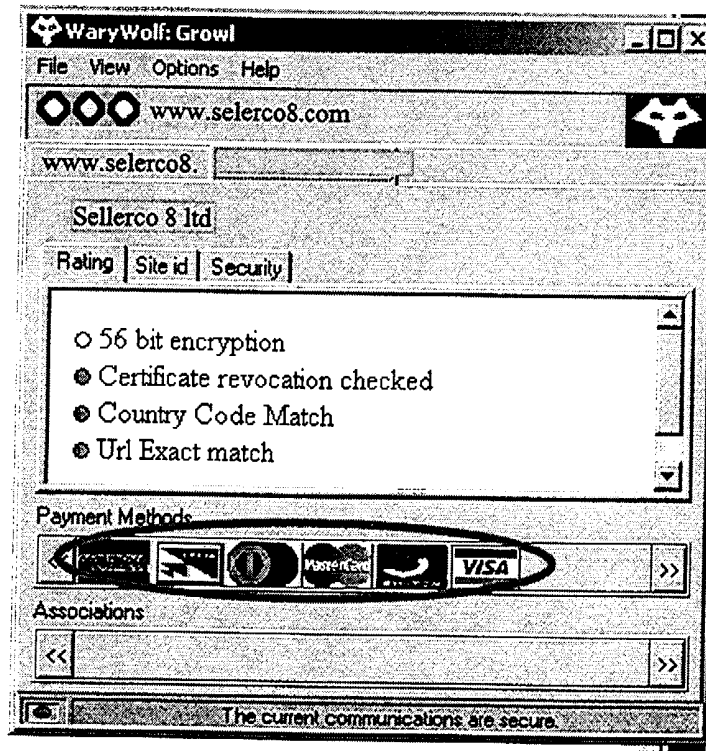 WaryWolf: Growl
File View Options Help
www.selerco8.com
www.selerco8.
Sellerco 8 ltd
Rating Site id Security
56 bit encryption
Certificate revocation checked
Country Code Match
Url Exact match
Payment Methods
<< MasterCard VISA >>
Associations
<< >>
The current communications are secure.